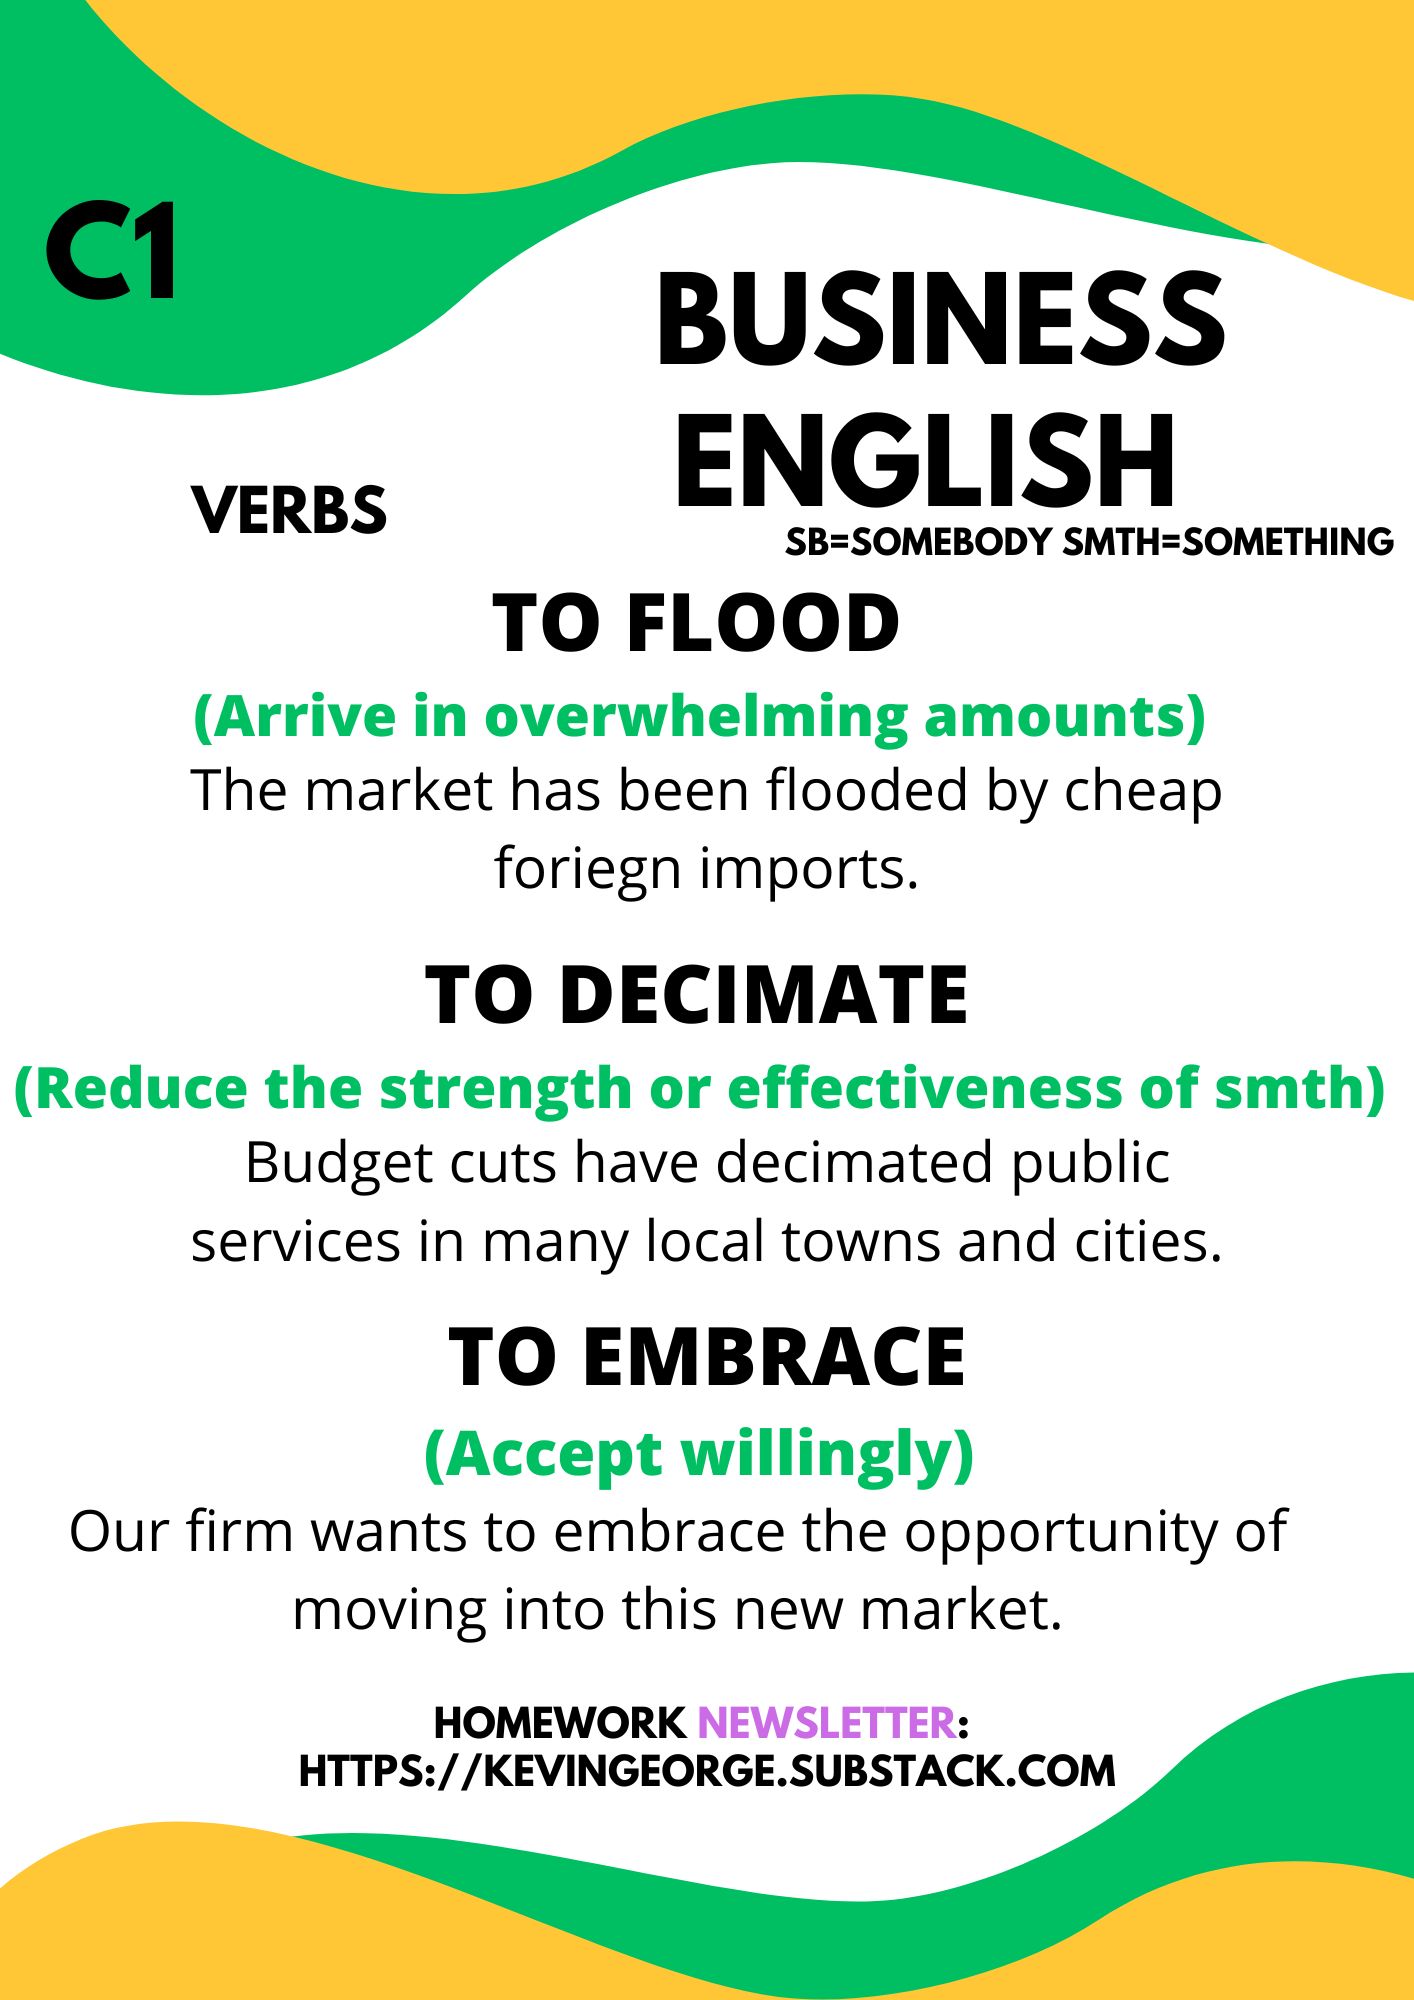 C1
BUSINESS
ENGLISH
VERBS
SB=SOMEBODY SMTH=SOMETHING
TO FLOOD
(Arrive in overwhelming amounts)
The market has been flooded by cheap
foriegn imports.
TO DECIMATE
(Reduce the strength or effectiveness of smth)
Budget cuts have decimated public
services in many local towns and cities.
TO EMBRACE
(Accept willingly)
Our firm wants to embrace the opportunity of
moving into this new market.
HOMEWORK NEWSLETTER:
HTTPS://KEVINGEORGE.SUBSTACK.COM